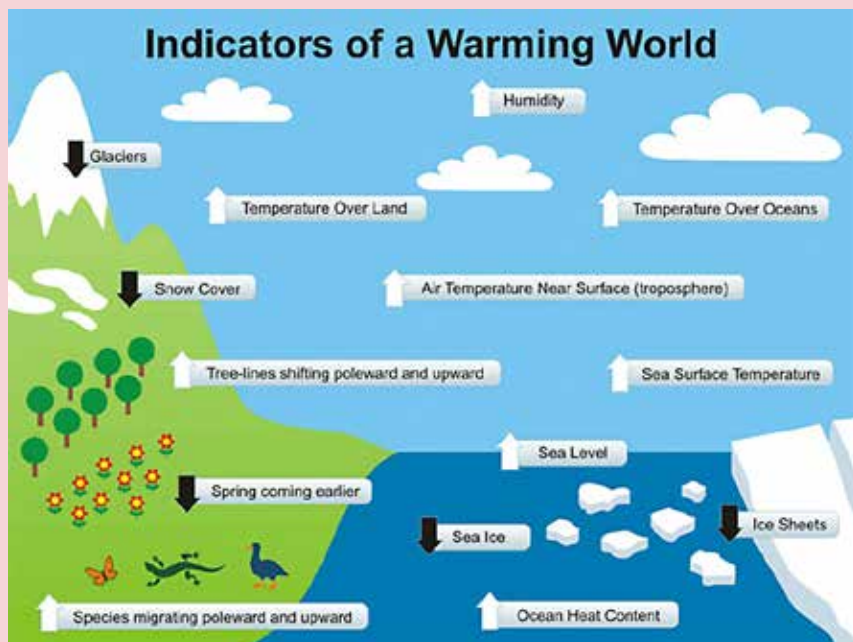 Indicators of a Warming World
Humidity
Glaciers
Temperature Over Land
Temperature Over Oceans
Snow Cover
Air Temperature Near Surface (troposphere)
Tree-lines shifting poleward and upward
Sea Surface Temperature
Sea Level
Spring coming earlier
Sea Ice
Ice Sheets
Species migrating poleward and upward
Ocean Heat Content